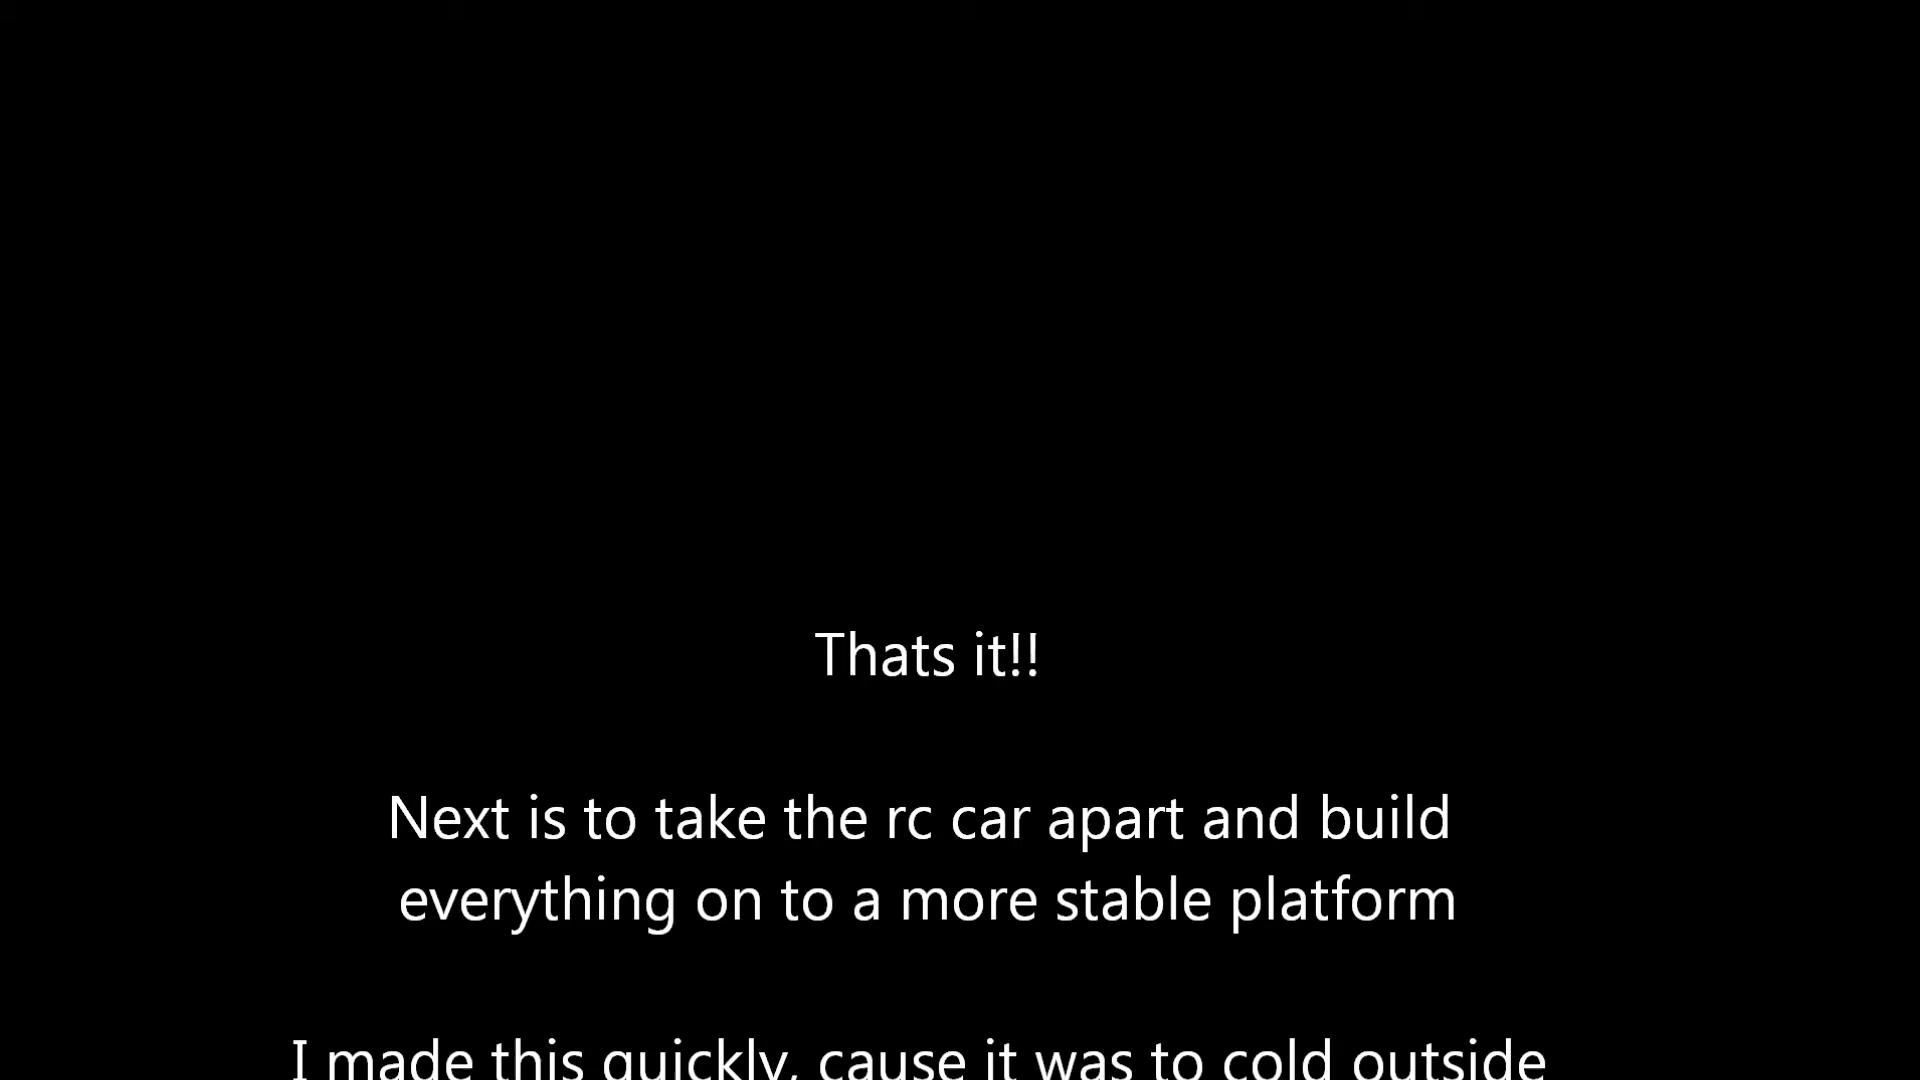 Thats it!!
Next is to take the rc car apart and build
everything on to a more stable platform
I made this quickly, cause it was to cold outside